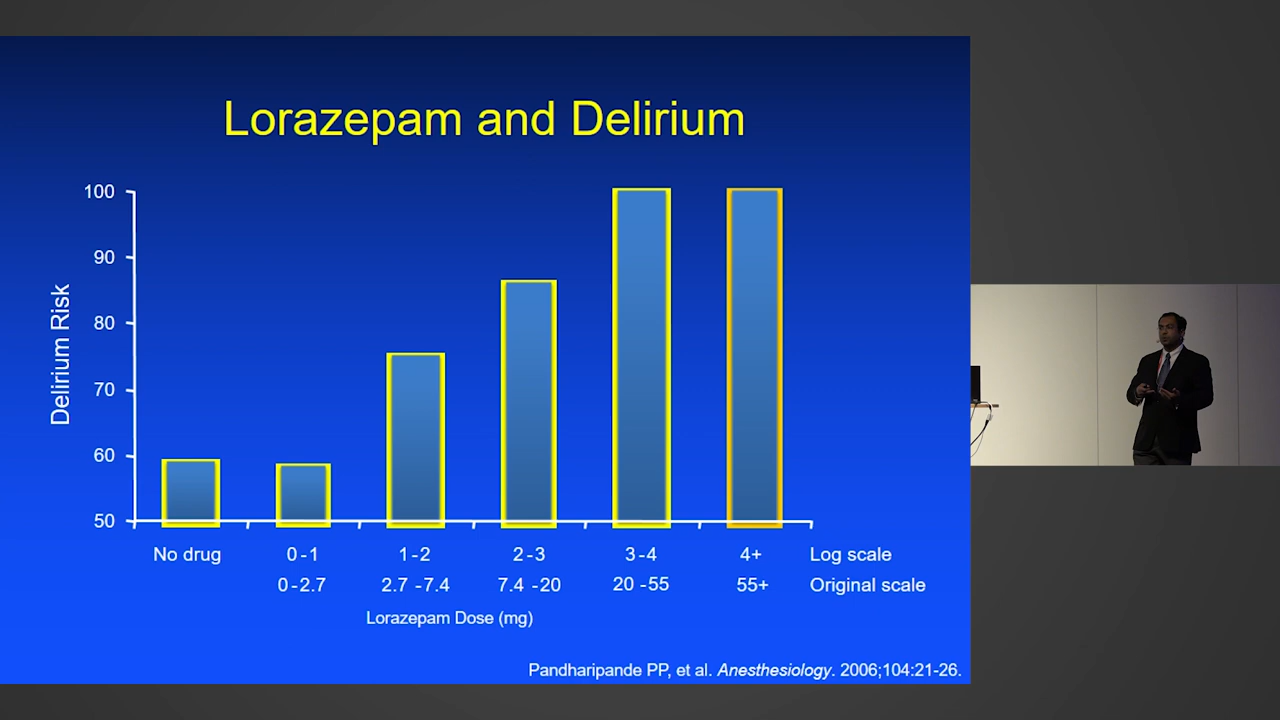 Lorazepam and Delirium
Delirium Risk
100
90
80
70
60
50
No drug 0-1 1-2 2-3 3-4 4+ Log scale
0-2.7 2.7 -7.4 7.4 -20 20 -55 55+ Original scale
Lorazepam Dose (mg)
Pandharipande PP, et al. Anesthesiology. 2006;104:21-26.